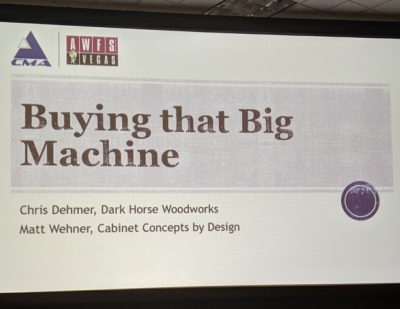 CMA
AWFS
VEGAS
Buying that Big
Machine
Chris Dehmer, Dark Horse Woodworks
Matt Wehner, Cabinet Concepts by Design